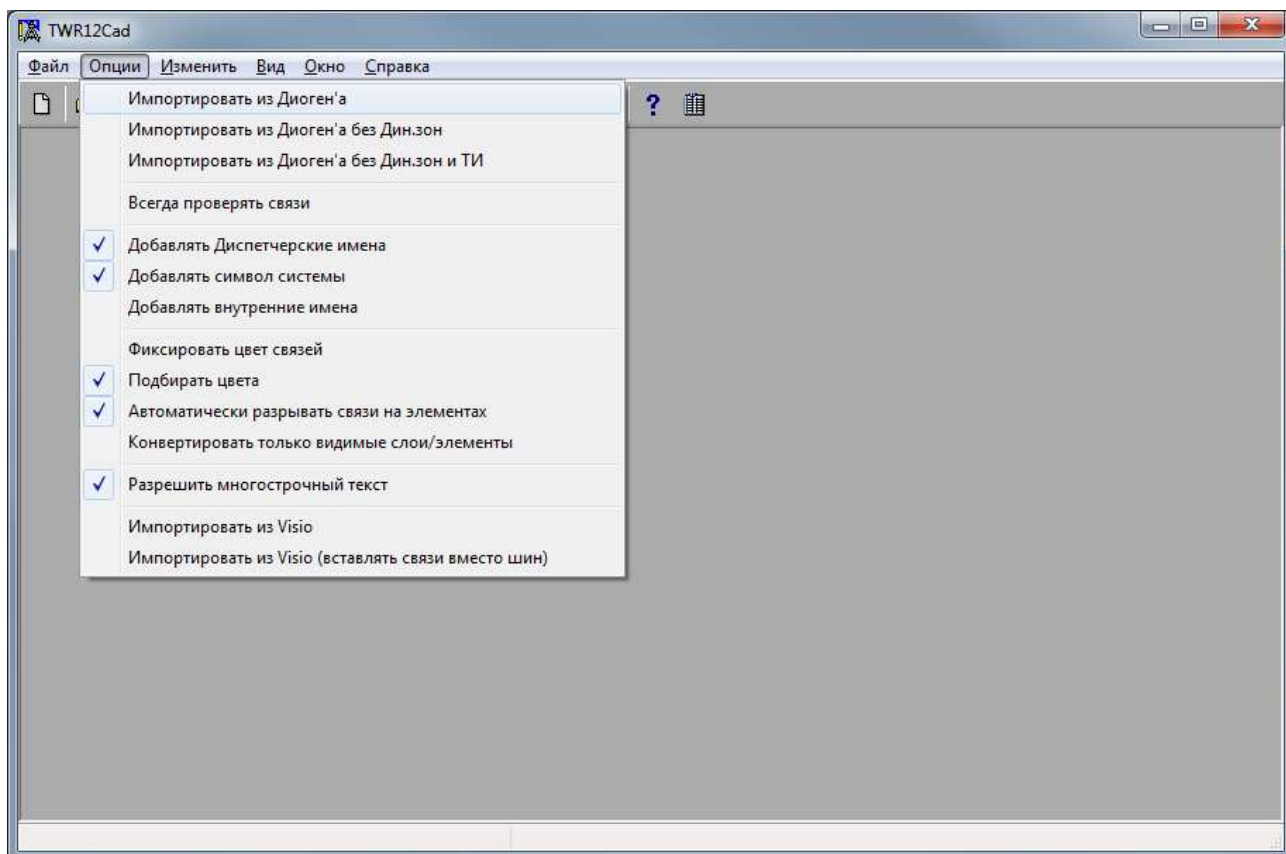 TWR12Cad
Файл Опции Изменить Вид Окно Справка
?
Импортировать из Диоген'а
Импортировать из Диоген'а без Дин.зон
Импортировать из Диоген'а без Дин.зон и ТИ
Всегда проверять связи
Добавлять Диспетчерские имена
Добавлять символ системы
Добавлять внутренние имена
Фиксировать цвет связей
Подбирать цвета
Автоматически разрывать связи на элементах
Конвертировать только видимые слои/элементы
Разрешить многострочный текст
Импортировать из Visio
Импортировать из Visio (вставлять связи вместо шин)